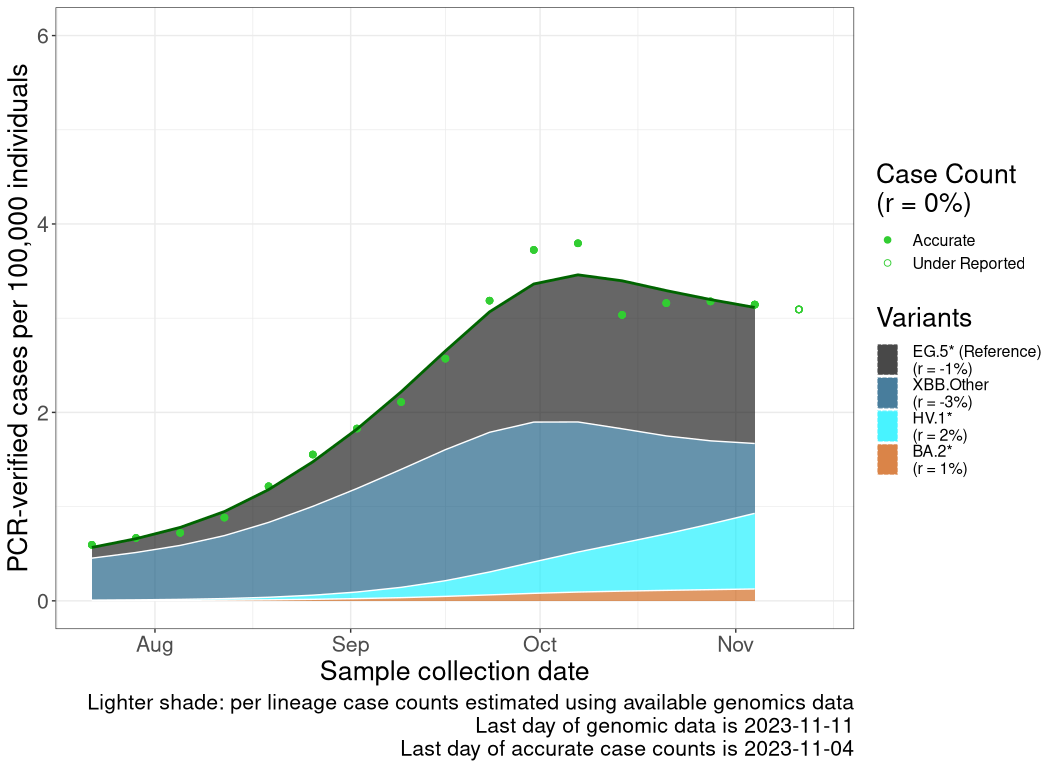 PCR-verified cases per 100,000 individuals
6
4
2
0
Aug
Sep
Oct
Nov
Sample collection date
Lighter shade: per lineage case counts estimated using available genomics data
Last day of genomic data is 2023-11-11
Last day of accurate case counts is 2023-11-04
Case Count
(r = 0%)
Accurate
Under Reported
Variants
EG.5* (Reference)
(r = -1%)
XBB.Other
(r = -3%)
HV.1*
(r = 2%)
BA.2*
(r = 1%)